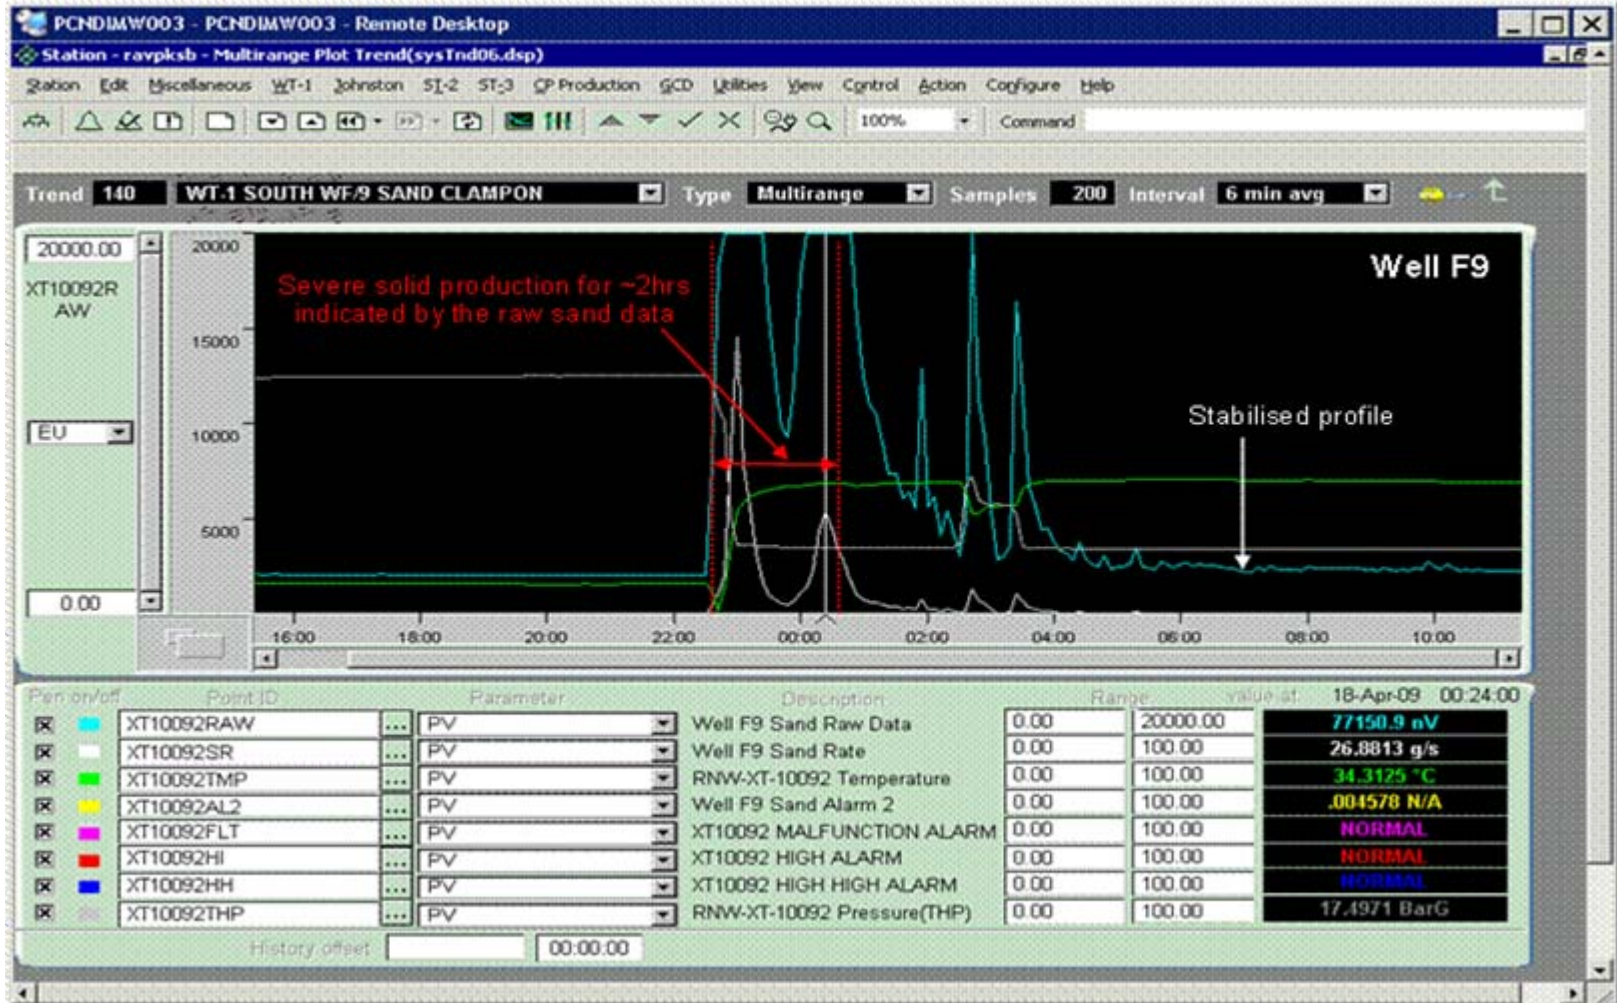 PCNDIMW003 - PCNDIMW003 - Remote Desktop
Station - ravpksb - Multirange Plot Trend(sysTnd06.dsp)
Station Edit Miscellaneous WT-1 Johnston ST-2 ST-3 CP Production GCD Utilities View Control Action Configure Help
100% Command
Trend 140 WT-1 SOUTH WF/9 SAND CLAMPON Type Multirange Samples 200 Interval 6 min avg
20000.00
XT10092R
AW
EU
0.00
20000
15000
10000
5000
Well F9
Severe solid production for ~2hrs
indicated by the raw sand data
Stabilised profile
16:00 18:00 20:00 22:00 00:00 02:00 04:00 06:00 08:00 10:00
Pen on/off Point ID Parameter Description Range value at 18-Apr-09 00:24:00
XT10092RAW ... PV Well F9 Sand Raw Data 0.00 20000.00 77150.9 nV
XT10092SR ... PV Well F9 Sand Rate 0.00 100.00 26.8813 g/s
XT10092TMP ... PV RNW-XT-10092 Temperature 0.00 100.00 34.3125 °C
XT10092AL2 ... PV Well F9 Sand Alarm 2 0.00 100.00 .004578 N/A
XT10092FLT ... PV XT10092 MALFUNCTION ALARM 0.00 100.00 NORMAL
XT10092HI ... PV XT10092 HIGH ALARM 0.00 100.00 NORMAL
XT10092HH ... PV XT10092 HIGH HIGH ALARM 0.00 100.00 NORMAL
XT10092THP ... PV RNW-XT-10092 Pressure(THP) 0.00 100.00 17.4971 BarG
History offset 00:00.00